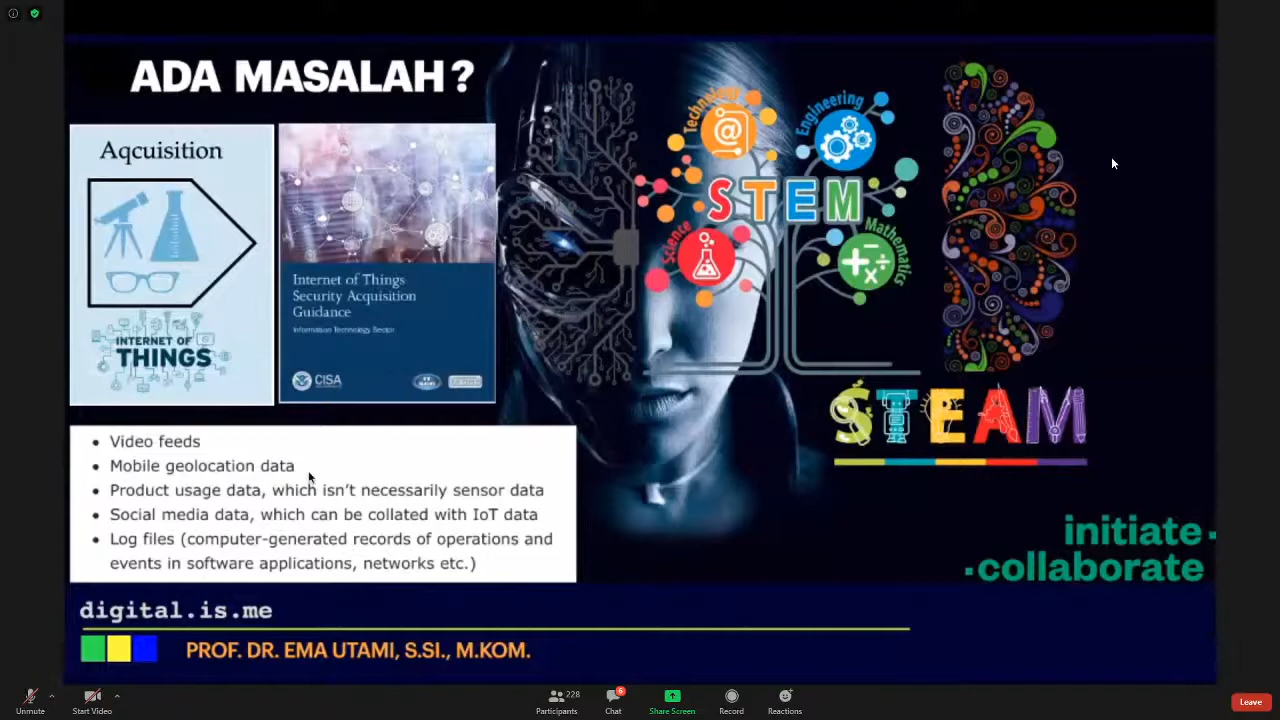 ADA MASALAH?
Aqcuisition
INTERNET OF
THINGS
Internet of Things
Security Acquisition
Guidance
Information Technology Sector
CISA
Technology
@
Engineering
STEM
Science
Mathematics
STEAM
• Video feeds
• Mobile geolocation data
• Product usage data, which isn't necessarily sensor data
• Social media data, which can be collated with IoT data
• Log files (computer-generated records of operations and
events in software applications, networks etc.)
initiate·
·collaborate
digital.is.me
PROF. DR. EMA UTAMI, S.SI., M.KOM.
Unmute
Start Video
228
Participants
6
Chat
Share Screen
Record
Reactions
Leave